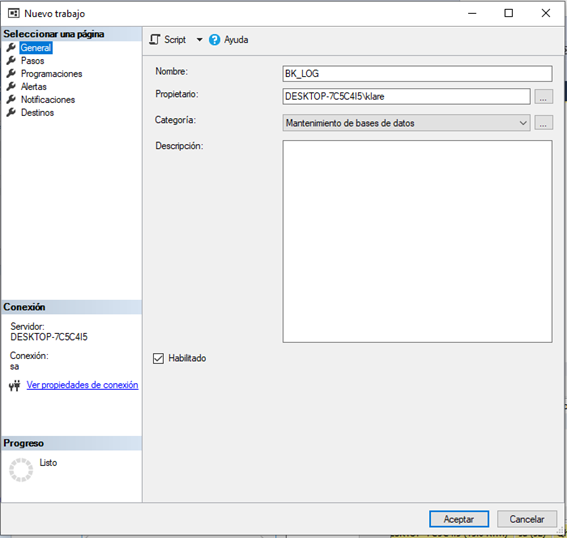 Nuevo trabajo
Seleccionar una página
General
Pasos
Programaciones
Alertas
Notificaciones
Destinos
Script
Ayuda
Nombre:
BK_LOG
Propietario:
DESKTOP-7C5C4I5\klare
...
Categoría:
Mantenimiento de bases de datos
...
Descripción:
Habilitado
Conexión
Servidor:
DESKTOP-7C5C4I5
Conexión:
sa
Ver propiedades de conexión
Progreso
Listo
Aceptar
Cancelar